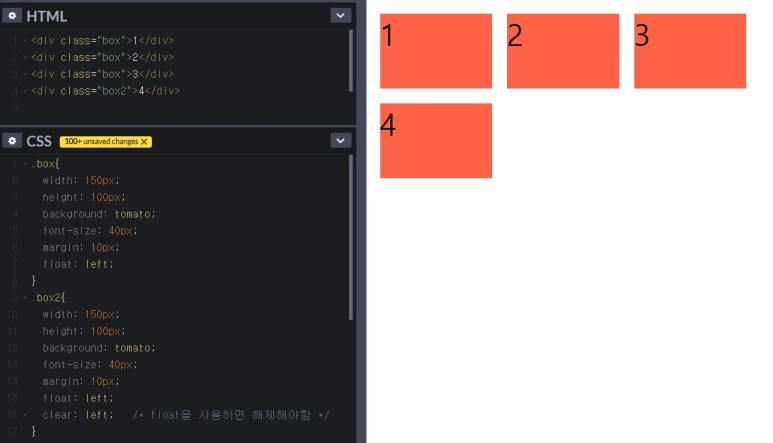 HTML
1 <div class="box">1</div>
2 <div class="box">2</div>
3 <div class="box">3</div>
4 <div class="box2">4</div>
5
CSS 100+ unsaved changes X
1 .box{
2 width: 150px;
3 height: 100px;
4 background: tomato;
5 font-size: 40px;
6 margin: 10px;
7 float: left;
8 }
9 .box2{
10 width: 150px;
11 height: 100px;
12 background: tomato;
13 font-size: 40px;
14 margin: 10px;
15 float: left;
16 clear: left; /* float을 사용하면 해제해야함 */
17 }
1 2 3
4